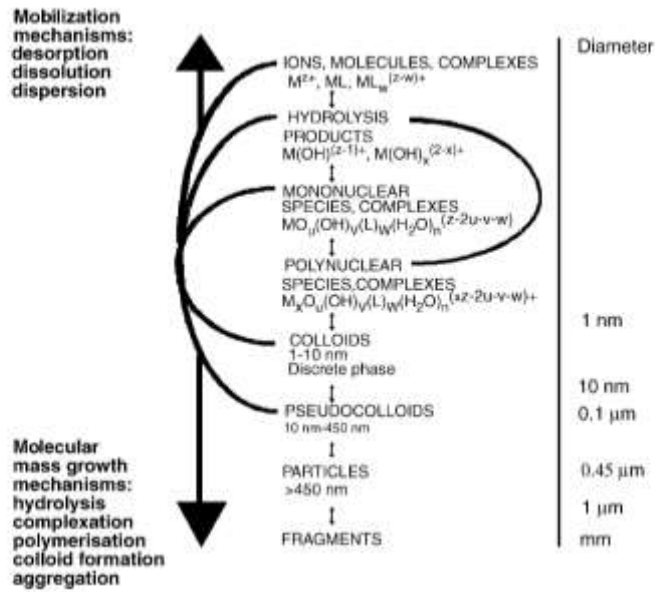 Mobilization
mechanisms:
desorption
dissolution
dispersion
Diameter
IONS, MOLECULES, COMPLEXES
M^z+, ML, ML_w^(z-w)+
HYDROLYSIS
PRODUCTS
M(OH)^(z-1)+, M(OH)_x^(2-x)+
MONONUCLEAR
SPECIES, COMPLEXES
MO_u(OH)_v(L)_W(H_2O)_n^(z-2u-v-w)
POLYNUCLEAR
SPECIES,COMPLEXES
M_xO_u(OH)_v(L)_W(H_2O)_n^(xz-2u-v-w)+
1 nm
COLLOIDS
1-10 nm
Discrete phase
10 nm
PSEUDOCOLLOIDS
0.1 µm
10 nm-450 nm
Molecular
mass growth
mechanisms:
hydrolysis
complexation
polymerisation
colloid formation
aggregation
PARTICLES
0.45 µm
>450 nm
1 µm
FRAGMENTS
mm